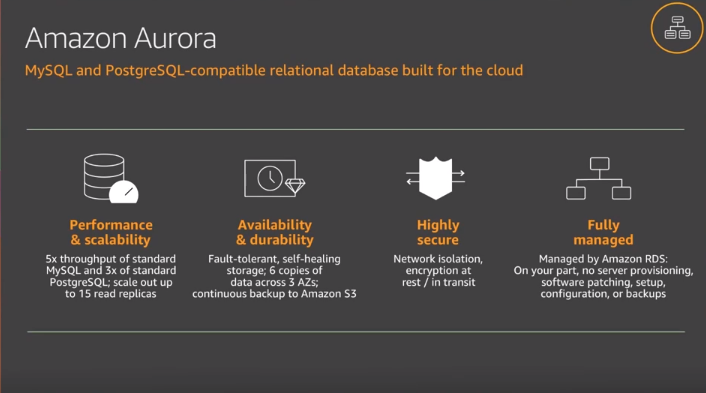 Amazon Aurora
MySQL and PostgreSQL-compatible relational database built for the cloud
Performance
& scalability
5x throughput of standard
MySQL and 3x of standard
PostgreSQL; scale out up
to 15 read replicas
Availability
& durability
Fault-tolerant, self-healing
storage; 6 copies of
data across 3 AZs;
continuous backup to Amazon S3
Highly
secure
Network isolation,
encryption at
rest / in transit
Fully
managed
Managed by Amazon RDS:
On your part, no server provisioning,
software patching, setup,
configuration, or backups